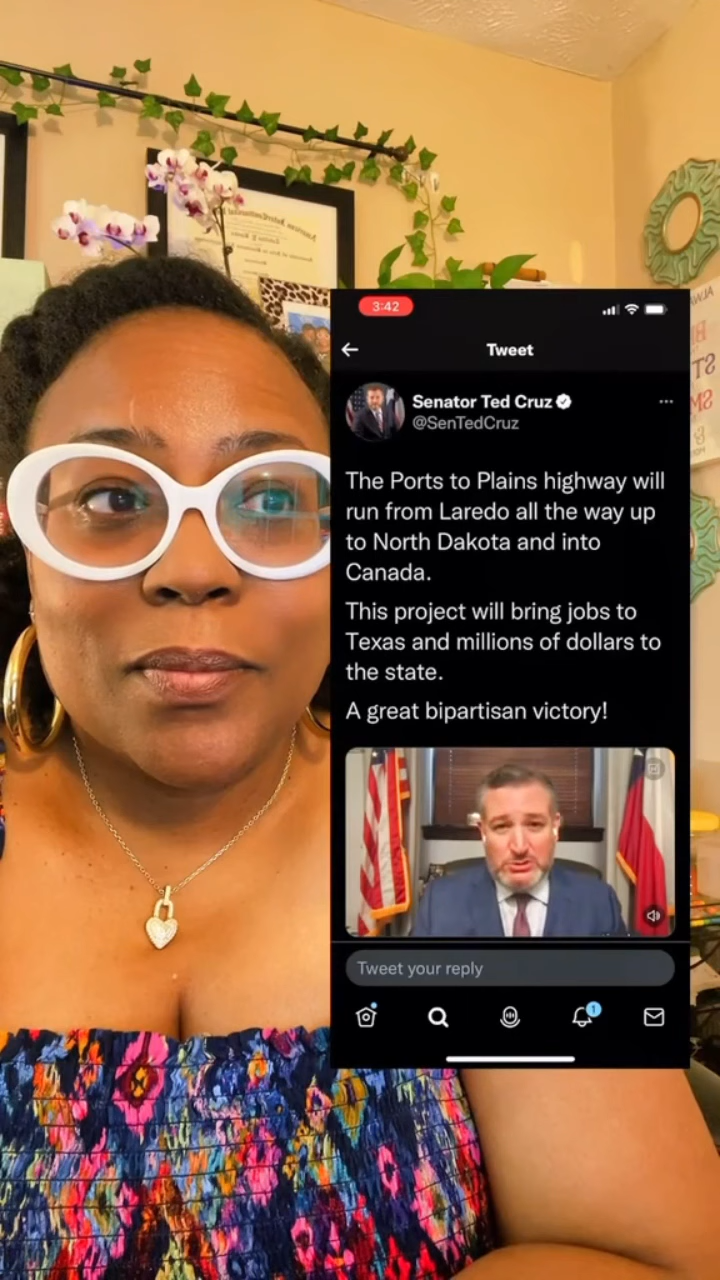 3:42
Tweet
Senator Ted Cruz
@SenTedCruz
The Ports to Plains highway will
run from Laredo all the way up
to North Dakota and into
Canada.
This project will bring jobs to
Texas and millions of dollars to
the state.
A great bipartisan victory!
Tweet your reply
1